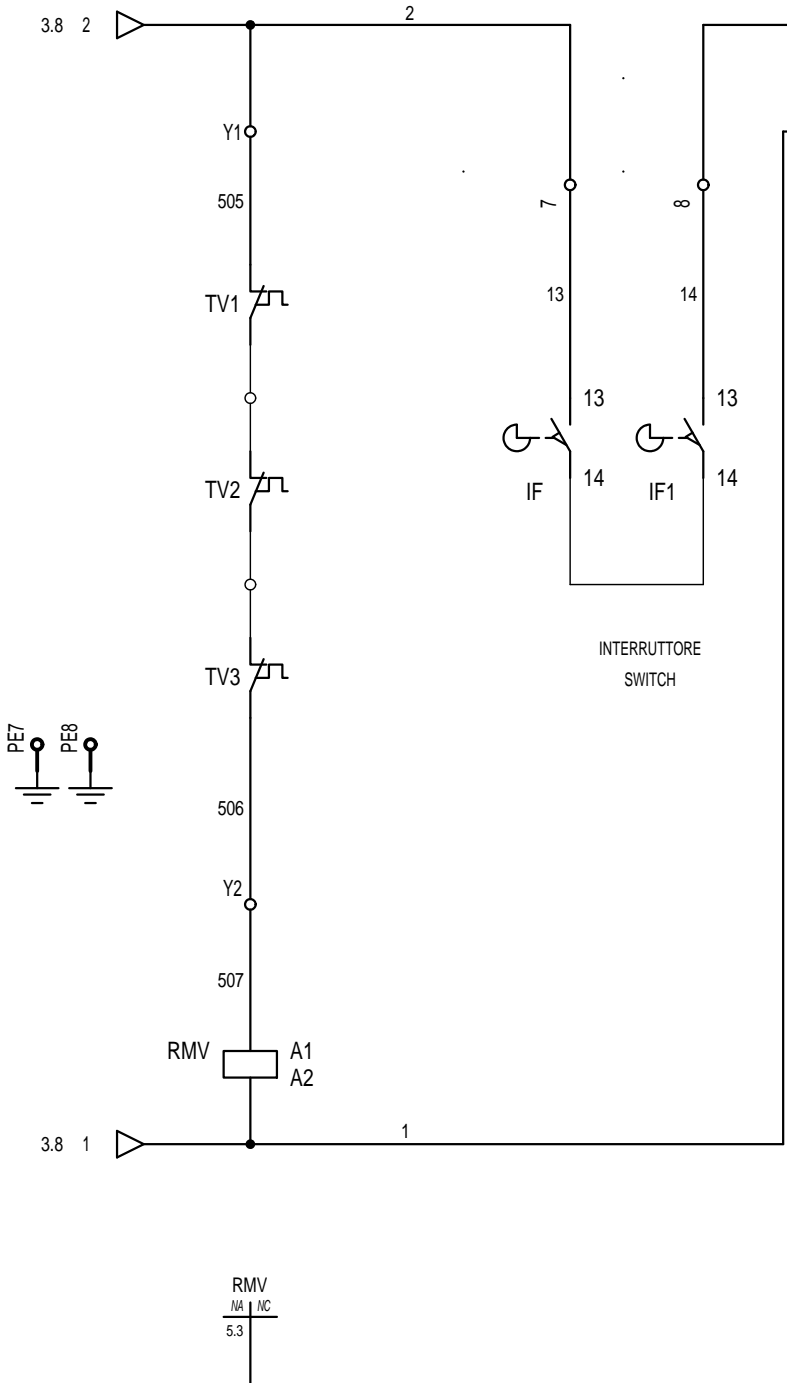 3.8 2
2
Y1
505
7
8
TV1
13
14
13
13
TV2
IF
14
IF1
14
INTERRUTTORE
SWITCH
TV3
PE7
PE8
506
Y2
507
RMV
A1
A2
3.8 1
1
RMV
NA NC
5.3